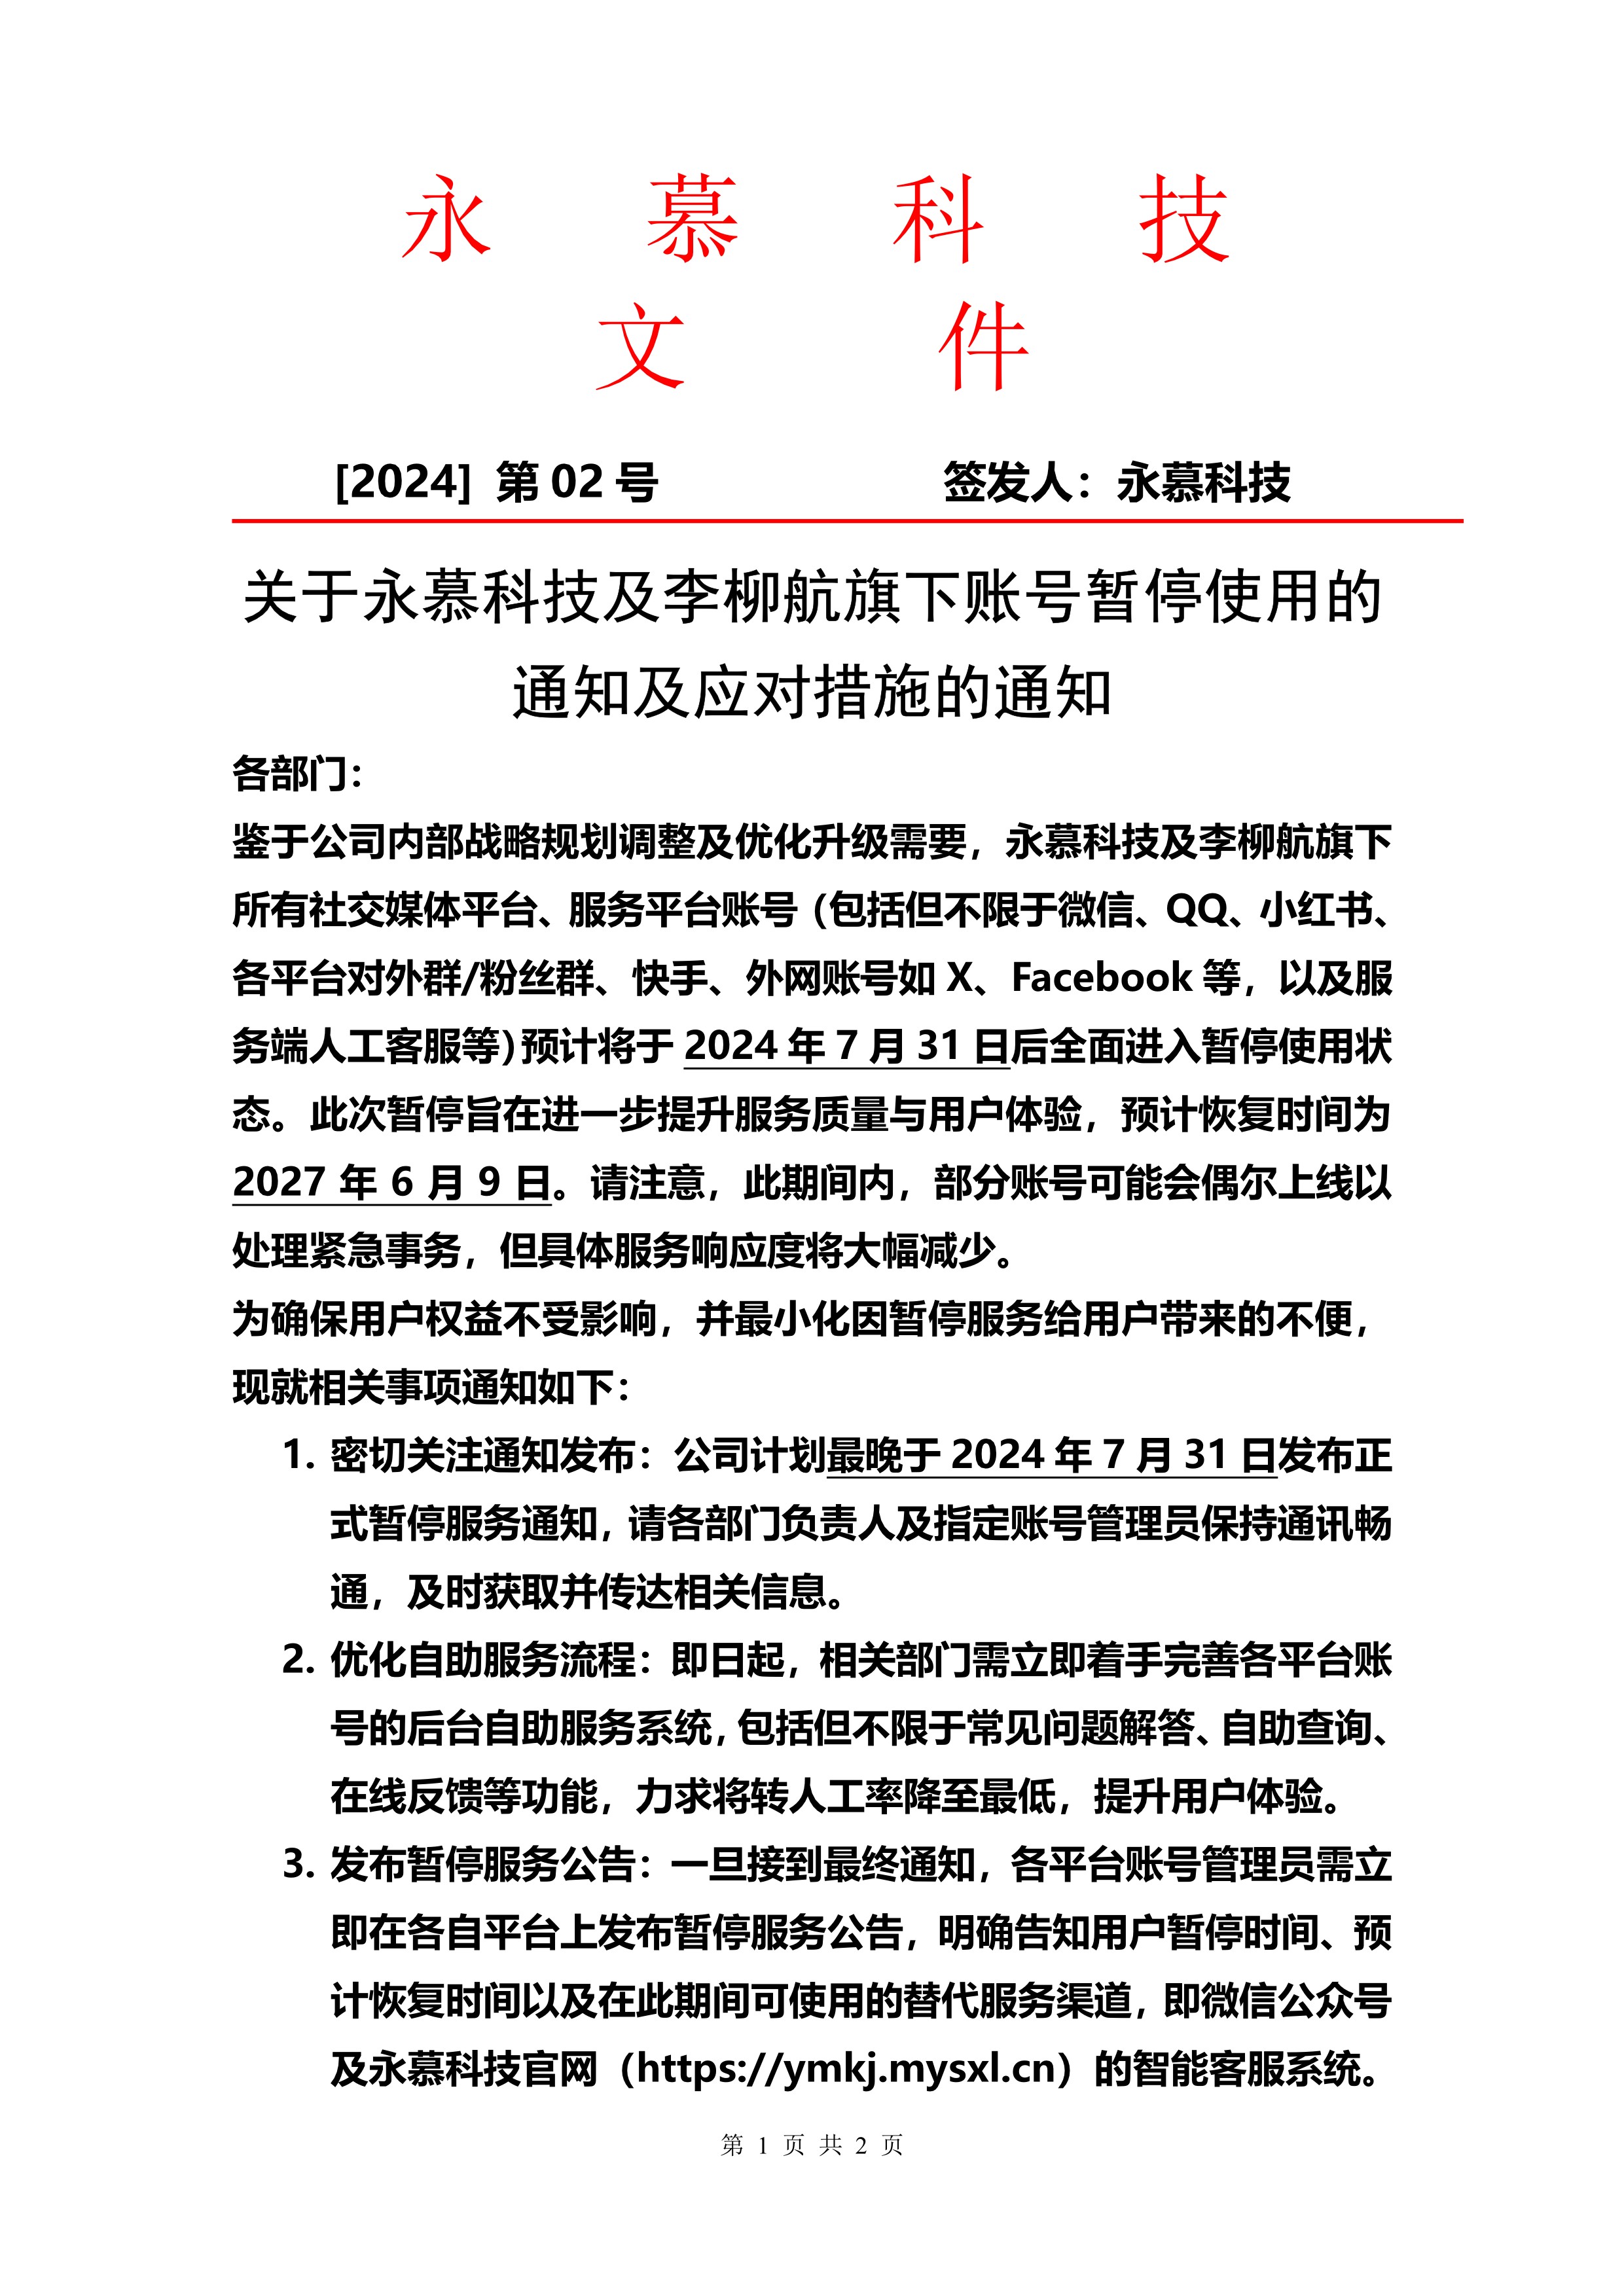 永慕科技
文件
[2024] 第 02 号 签发人：永慕科技
关于永慕科技及李柳航旗下账号暂停使用的
通知及应对措施的通知
各部门：
鉴于公司内部战略规划调整及优化升级需要，永慕科技及李柳航旗下
所有社交媒体平台、服务平台账号（包括但不限于微信、QQ、小红书、
各平台对外群/粉丝群、快手、外网账号如 X、Facebook 等，以及服
务端人工客服等）预计将于 2024 年 7 月 31 日后全面进入暂停使用状
态。此次暂停旨在进一步提升服务质量与用户体验，预计恢复时间为
2027 年 6 月 9 日。请注意，此期间内，部分账号可能会偶尔上线以
处理紧急事务，但具体服务响应度将大幅减少。
为确保用户权益不受影响，并最小化因暂停服务给用户带来的不便，
现就相关事项通知如下：
1. 密切关注通知发布：公司计划最晚于 2024 年 7 月 31 日发布正
式暂停服务通知，请各部门负责人及指定账号管理员保持通讯畅
通，及时获取并传达相关信息。
2. 优化自助服务流程：即日起，相关部门需立即着手完善各平台账
号的后台自助服务系统，包括但不限于常见问题解答、自助查询、
在线反馈等功能，力求将转人工率降至最低，提升用户体验。
3. 发布暂停服务公告：一旦接到最终通知，各平台账号管理员需立
即在各自平台上发布暂停服务公告，明确告知用户暂停时间、预
计恢复时间以及在此期间可使用的替代服务渠道，即微信公众号
及永慕科技官网（https://ymkj.mysxl.cn）的智能客服系统。
第 1 页 共 2 页